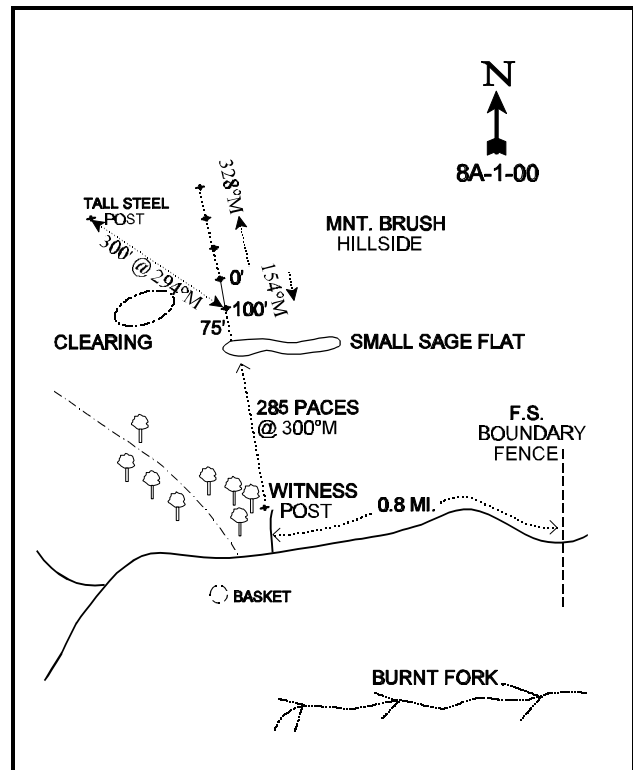 N
8A-1-00
328°M
TALL STEEL
POST
MNT. BRUSH
HILLSIDE
300' @ 294°M
0'
154°M
100'
75'
CLEARING
SMALL SAGE FLAT
285 PACES
@ 300°M
F.S.
BOUNDARY
FENCE
WITNESS
POST
0.8 MI.
BASKET
BURNT FORK